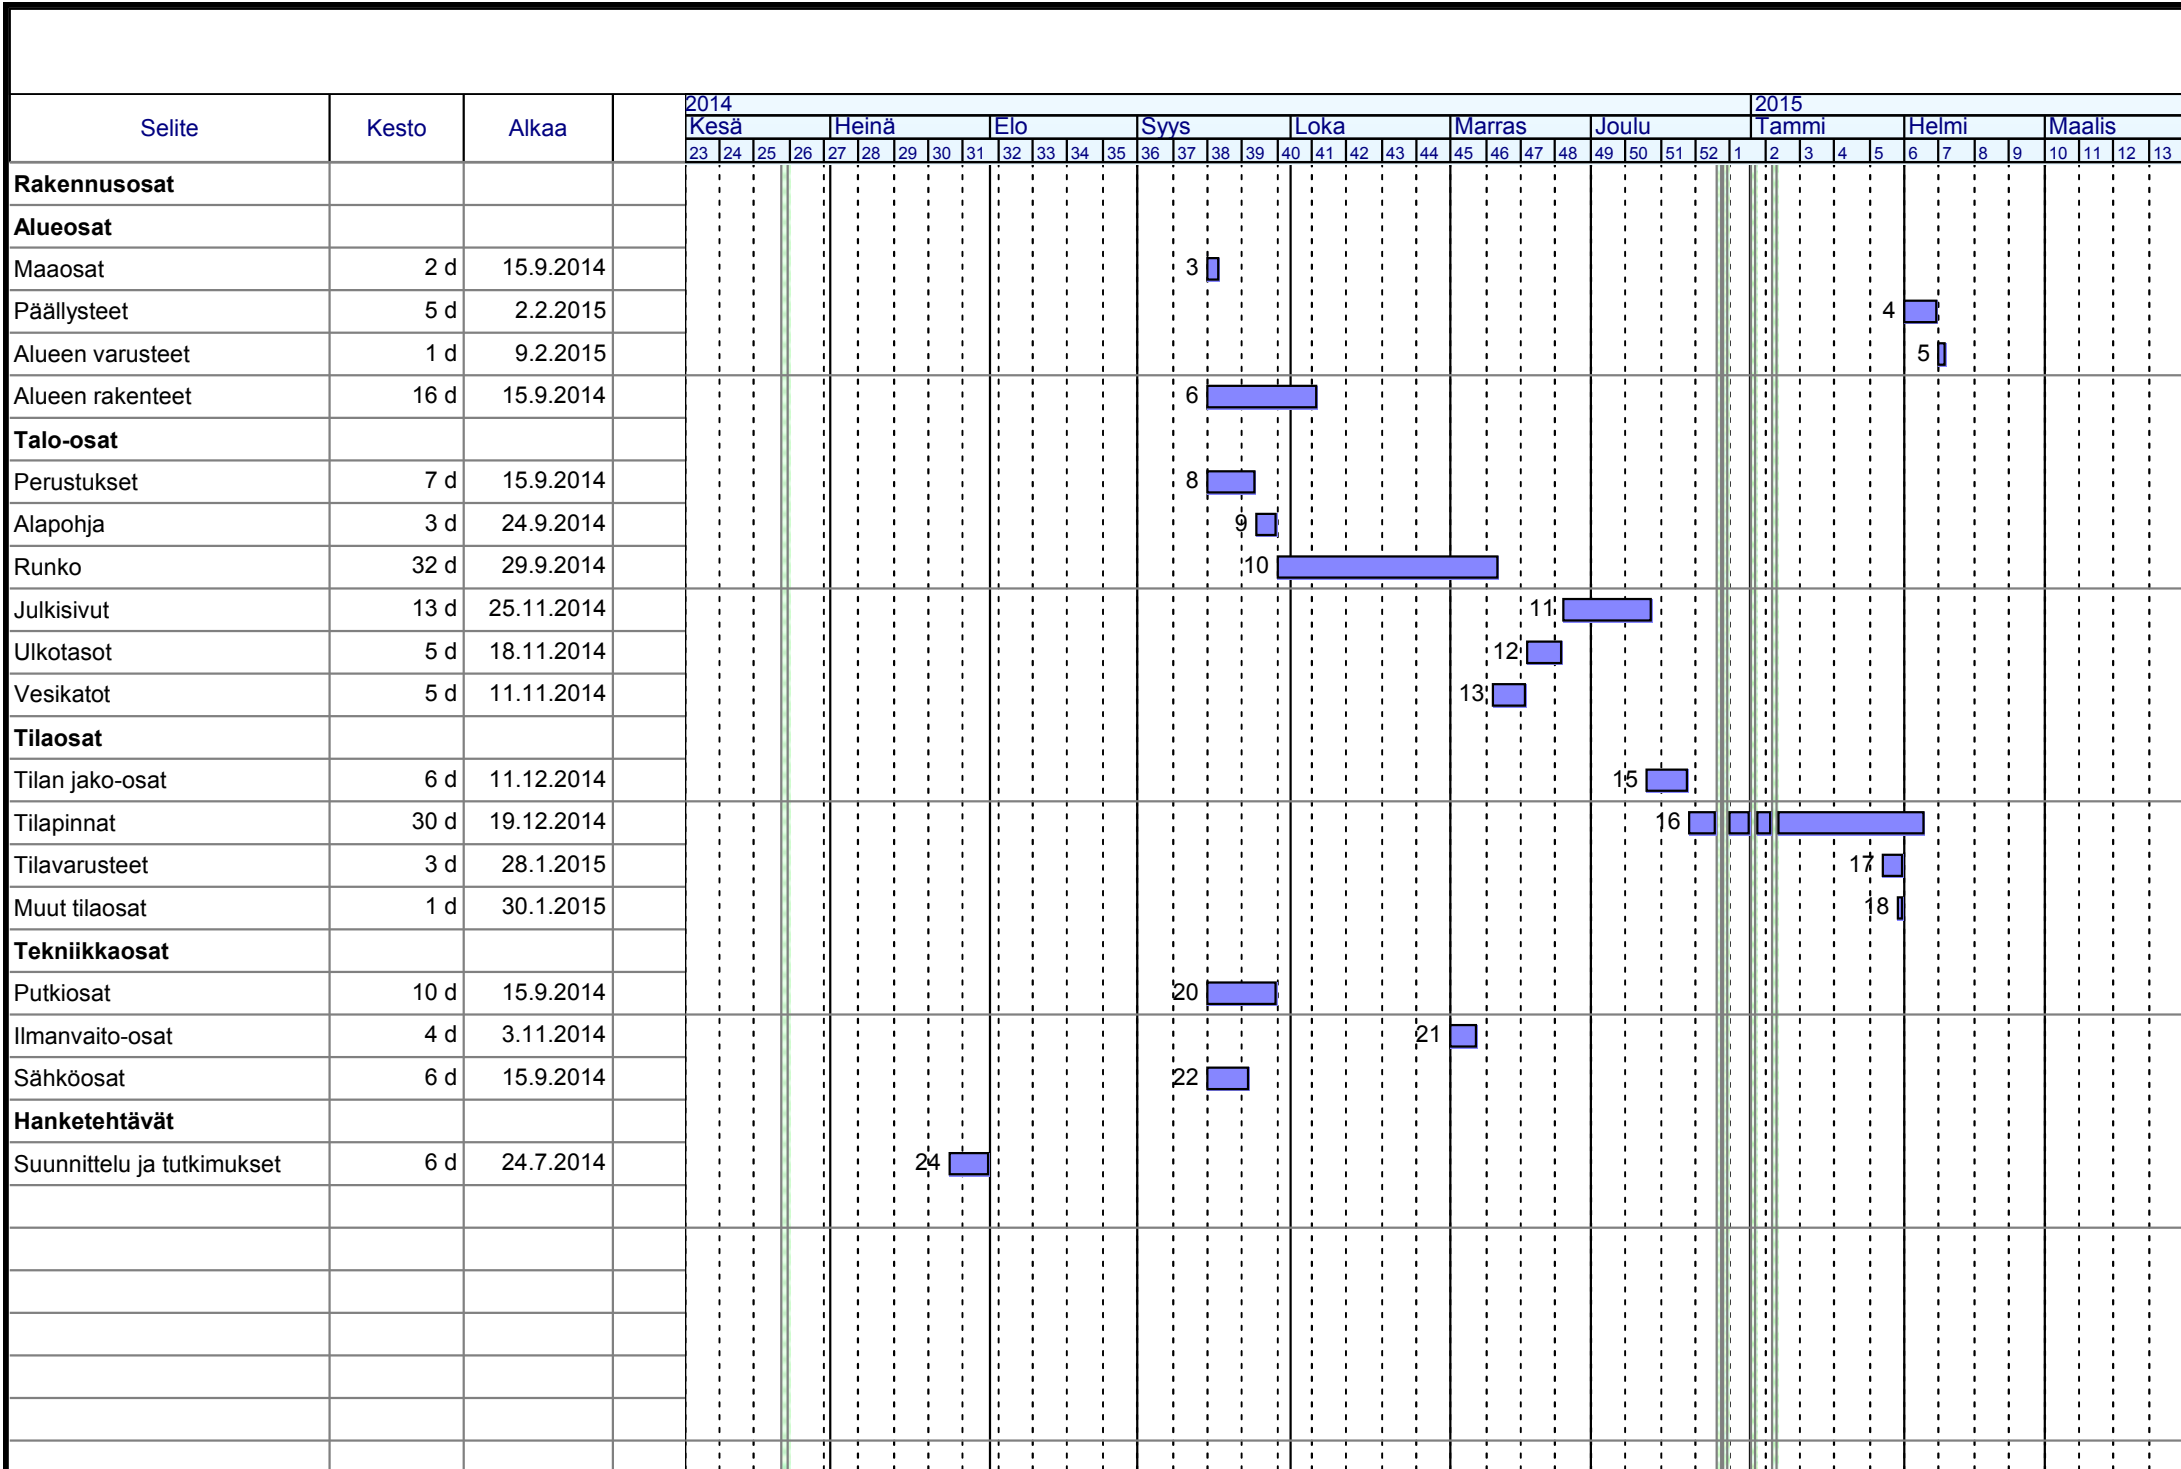 2014 2015
Selite Kesto Alkaa Kesä Heinä Elo Syys Loka Marras Joulu Tammi Helmi Maalis
23 24 25 26 27 28 29 30 31 32 33 34 35 36 37 38 39 40 41 42 43 44 45 46 47 48 49 50 51 52 1 2 3 4 5 6 7 8 9 10 11 12 13
Rakennusosat
Alueosat
Maaosat 2 d 15.9.2014 3
Päällysteet 5 d 2.2.2015 4
Alueen varusteet 1 d 9.2.2015 5
Alueen rakenteet 16 d 15.9.2014 6
Talo-osat
Perustukset 7 d 15.9.2014 8
Alapohja 3 d 24.9.2014 9
Runko 32 d 29.9.2014 10
Julkisivut 13 d 25.11.2014 11
Ulkotasot 5 d 18.11.2014 12
Vesikatot 5 d 11.11.2014 13
Tilaosat
Tilan jako-osat 6 d 11.12.2014 15
Tilapinnat 30 d 19.12.2014 16
Tilavarusteet 3 d 28.1.2015 17
Muut tilaosat 1 d 30.1.2015 18
Tekniikkaosat
Putkiosat 10 d 15.9.2014 20
Ilmanvaito-osat 4 d 3.11.2014 21
Sähköosat 6 d 15.9.2014 22
Hanketehtävät
Suunnittelu ja tutkimukset 6 d 24.7.2014 24